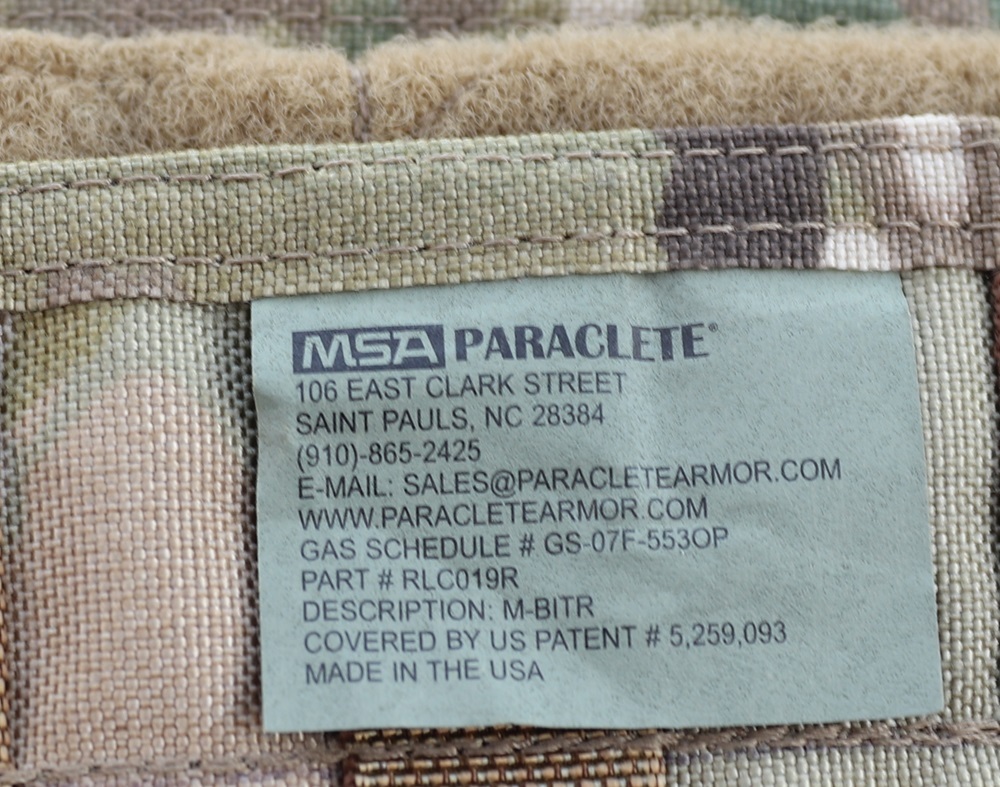 MSA PARACLETE®
106 EAST CLARK STREET
SAINT PAULS, NC 28384
(910)-865-2425
E-MAIL: SALES@PARACLETEARMOR.COM
WWW.PARACLETEARMOR.COM
GAS SCHEDULE # GS-07F-553OP
PART # RLC019R
DESCRIPTION: M-BITR
COVERED BY US PATENT # 5,259,093
MADE IN THE USA